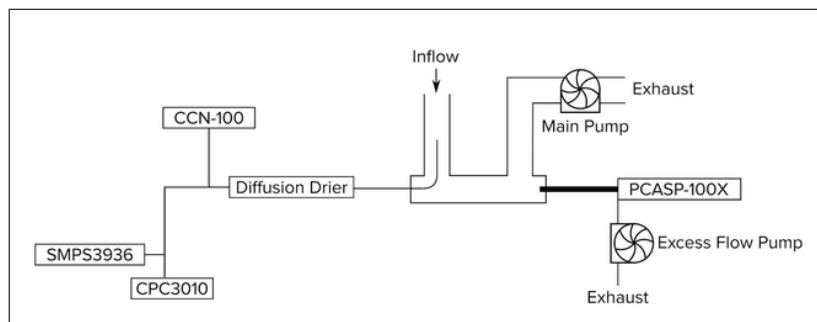 Inflow
Exhaust
CCN-100
Main Pump
Diffusion Drier
PCASP-100X
SMPS3936
Excess Flow Pump
CPC3010
Exhaust